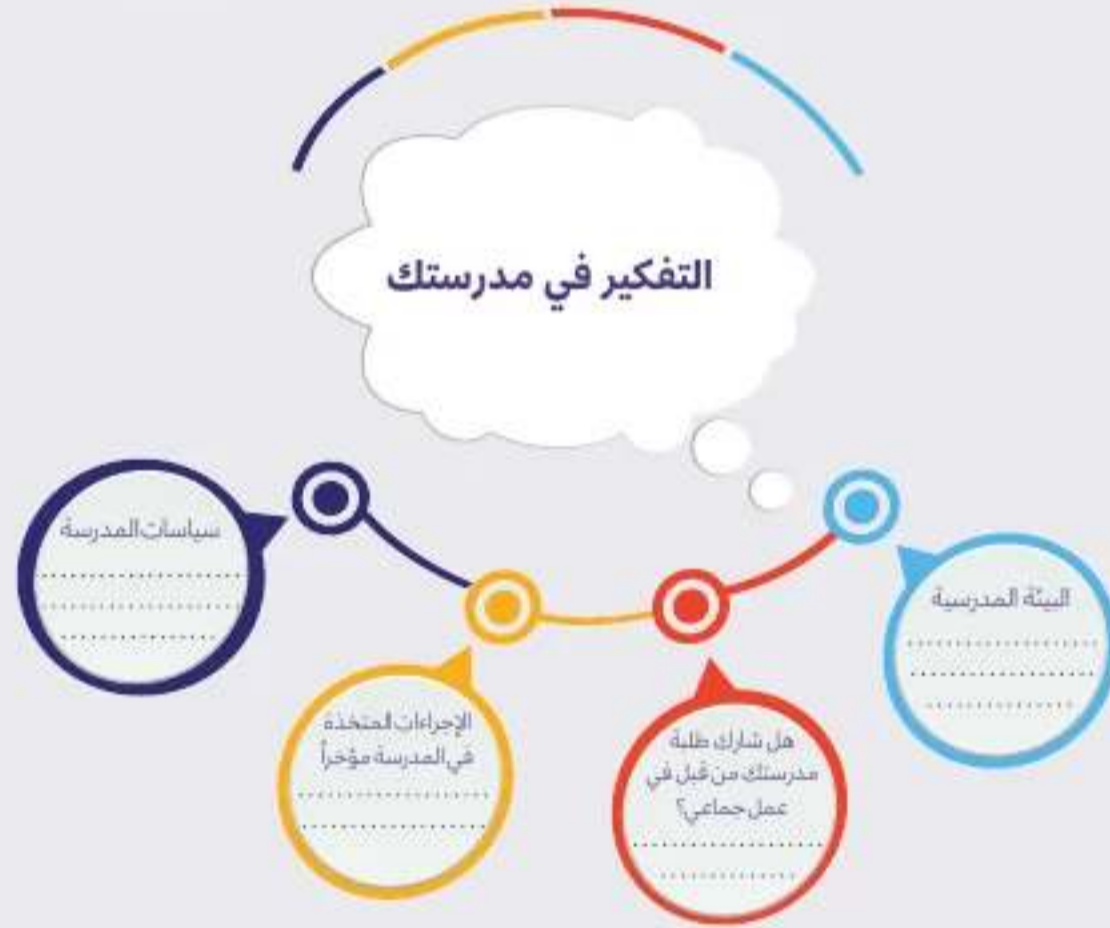 التفكير في مدرستك
البيئة المدرسية
هل شارك طلبة
مدرستك من قبل في
عمل جماعي؟
الإجراءات المتخذة
في المدرسة مؤخراً
سياسات المدرسة